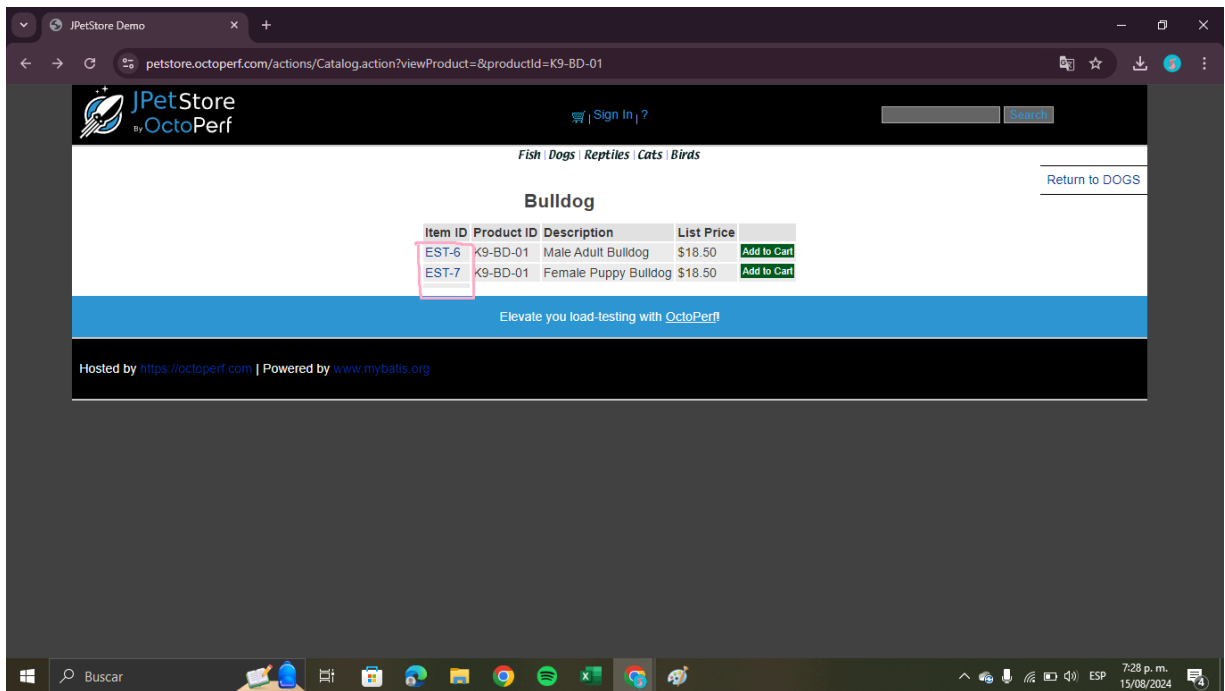 JPetStore Demo
petstore.octoperf.com/actions/Catalog.action?viewProduct=&productId=K9-BD-01
JPetStore
By OctoPerf
| Sign In | ?
Search
Fish | Dogs | Reptiles | Cats | Birds
Return to DOGS
Bulldog
Item ID Product ID Description List Price
EST-6 K9-BD-01 Male Adult Bulldog $18.50 Add to Cart
EST-7 K9-BD-01 Female Puppy Bulldog $18.50 Add to Cart
Elevate you load-testing with OctoPerf!
Hosted by https://octoperf.com | Powered by www.mybatis.org
Buscar
ESP
7:28 p. m.
15/08/2024
4